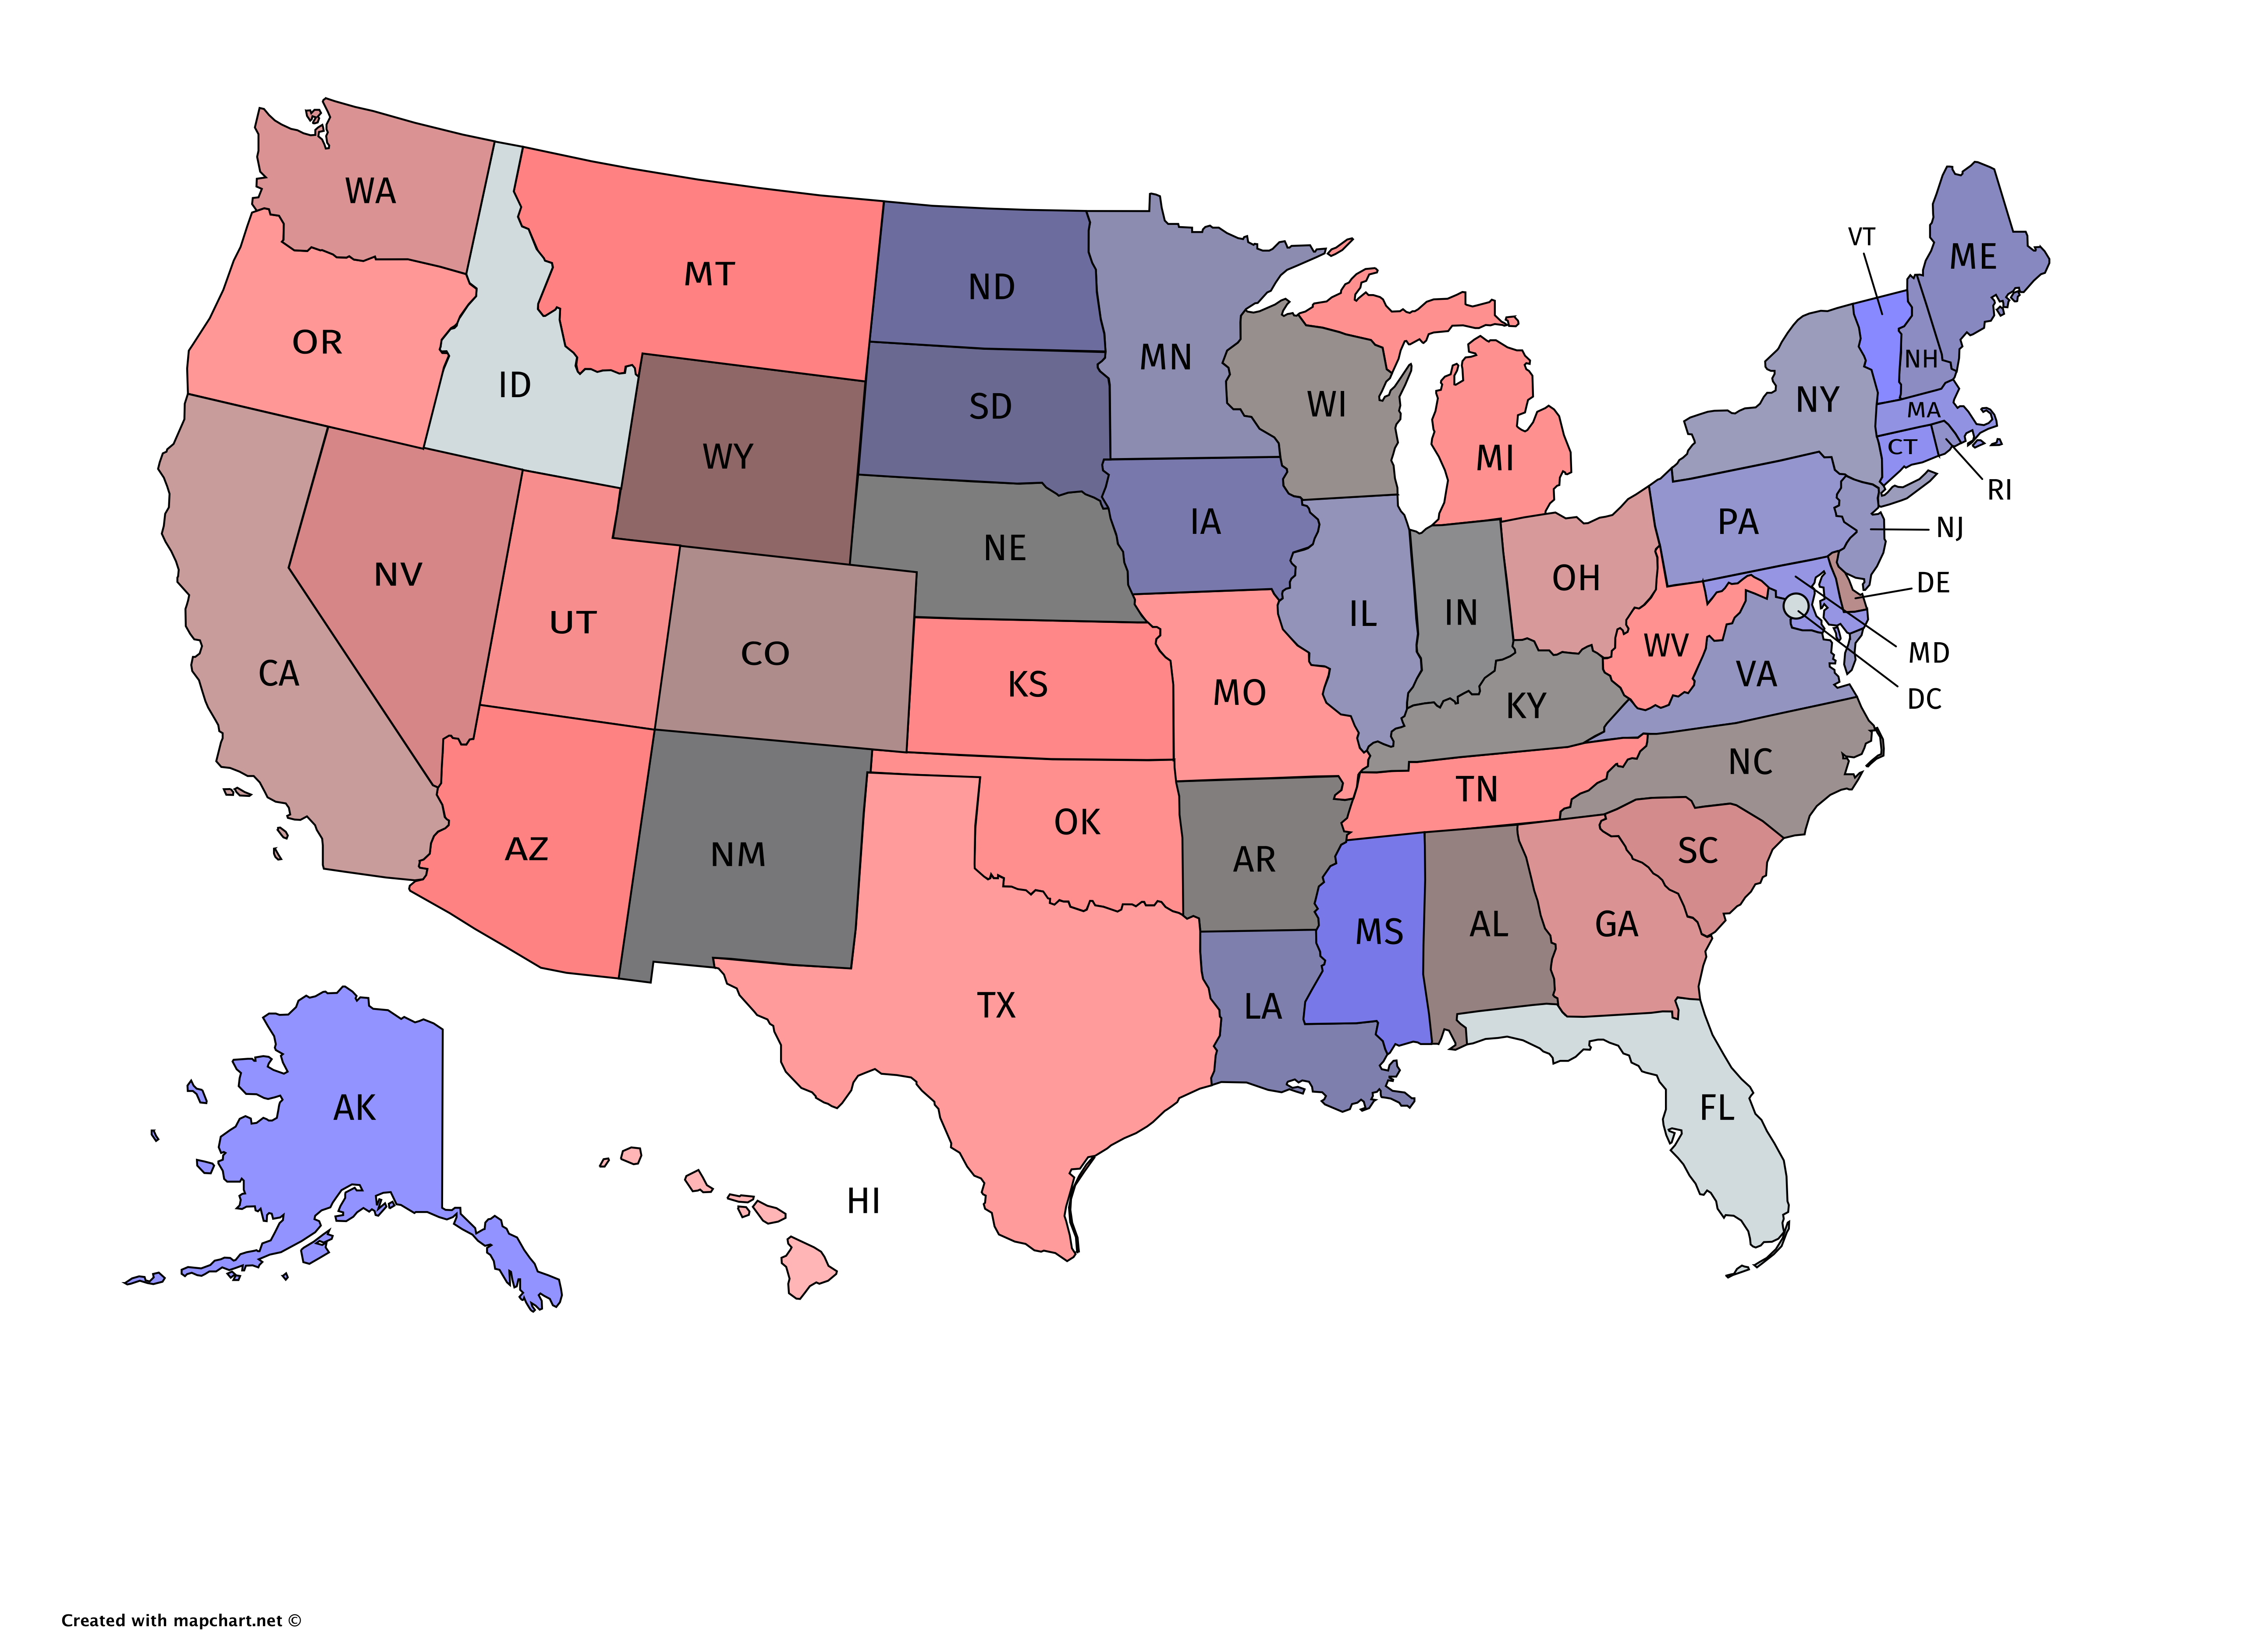 WA
VT
ME
MT
ND
OR
MN
NH
ID
SD
WI
NY
MA
CT
WY
MI
RI
IA
PA
NJ
NE
NV
OH
DE
UT
IL
IN
CO
WV
MD
CA
KS
MO
VA
DC
KY
NC
TN
OK
AZ
NM
AR
SC
MS
AL
GA
TX
LA
AK
FL
HI
Created with mapchart.net ©